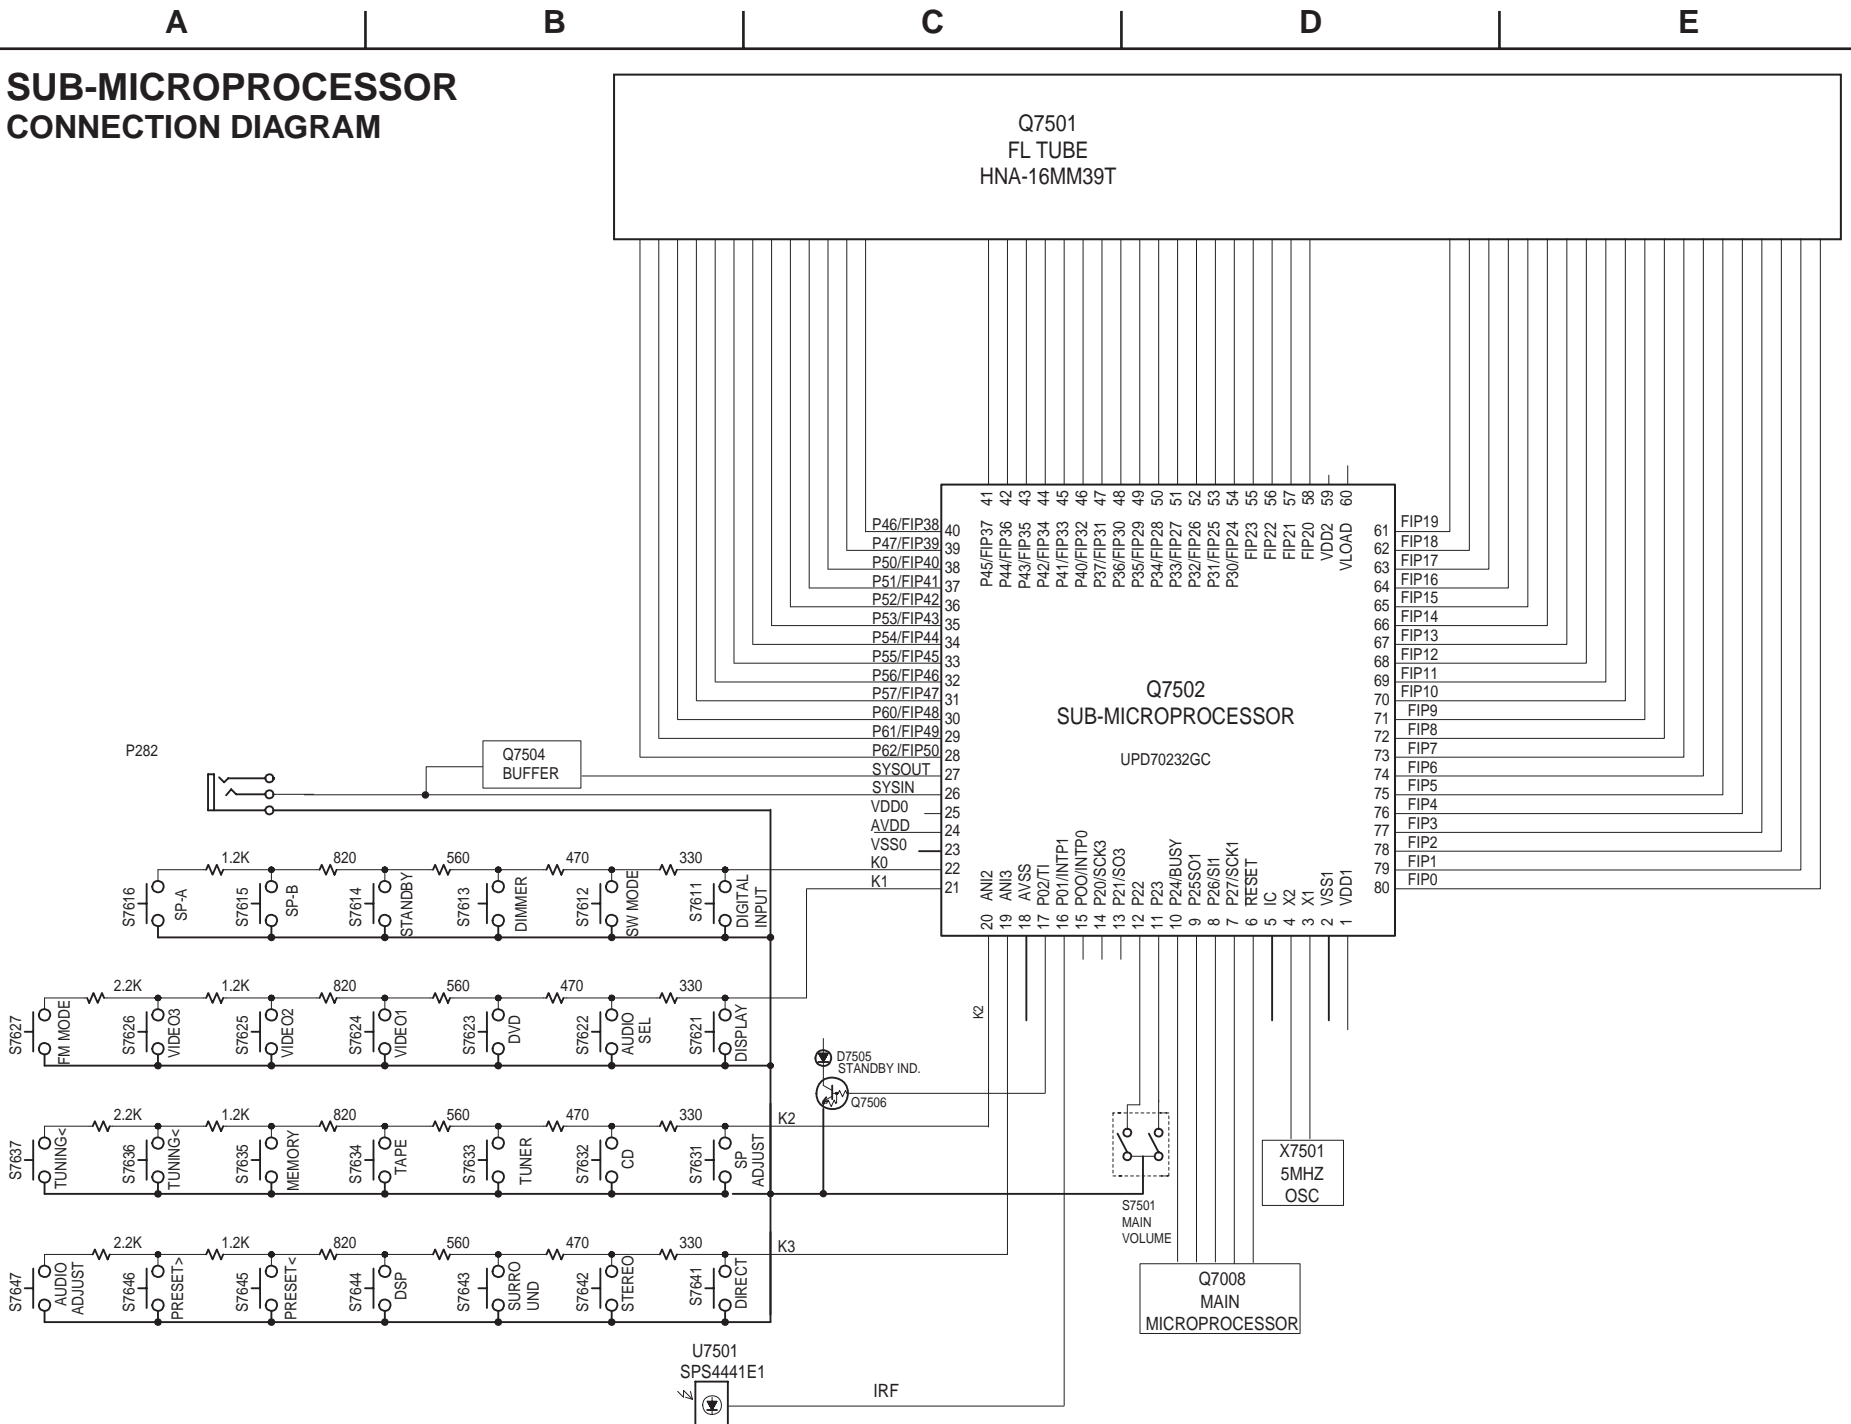 A B C D E
SUB-MICROPROCESSOR
CONNECTION DIAGRAM
Q7501
FL TUBE
HNA-16MM39T
41 42 43 44 45 46 47 48 49 50 51 52 53 54 55 56 57 58 59 60
P45/FIP37
P44/FIP36
P43/FIP35
P42/FIP34
P41/FIP33
P40/FIP32
P37/FIP31
P36/FIP30
P35/FIP29
P34/FIP28
P33/FIP27
P32/FIP26
P31/FIP25
P30/FIP24
FIP23
FIP22
FIP21
FIP20
VDD2
VLOAD
P46/FIP38 40
P47/FIP39 39
P50/FIP40 38
P51/FIP41 37
P52/FIP42 36
P53/FIP43 35
P54/FIP44 34
P55/FIP45 33
P56/FIP46 32
P57/FIP47 31
P60/FIP48 30
P61/FIP49 29
P62/FIP50 28
SYSOUT 27
SYSIN 26
VDD0 25
AVDD 24
VSS0 23
K0 22
K1 21
61 FIP19
62 FIP18
63 FIP17
64 FIP16
65 FIP15
66 FIP14
67 FIP13
68 FIP12
69 FIP11
70 FIP10
71 FIP9
72 FIP8
73 FIP7
74 FIP6
75 FIP5
76 FIP4
77 FIP3
78 FIP2
79 FIP1
80 FIP0
Q7502
SUB-MICROPROCESSOR
UPD70232GC
20 ANI2
19 ANI3
18 AVSS
17 P02/TI
16 P01/INTP1
15 POO/INTP0
14 P20/SCK3
13 P21/SO3
12 P22
11 P23
10 P24/BUSY
9 P25SO1
8 P26/SI1
7 P27/SCK1
6 RESET
5 IC
4 X2
3 X1
2 VSS1
1 VDD1
P282
Q7504
BUFFER
1.2K 820 560 470 330
S7616 SP-A
S7615 SP-B
S7614 STANDBY
S7613 DIMMER
S7612 SW MODE
S7611 DIGITAL
INPUT
2.2K 1.2K 820 560 470 330
S7627 FM MODE
S7626 VIDEO3
S7625 VIDEO2
S7624 VIDEO1
S7623 DVD
S7622 AUDIO
SEL
S7621 DISPLAY
K2
D7505
STANDBY IND.
Q7506
2.2K 1.2K 820 560 470 330 K2
S7637 TUNING<
S7636 TUNING<
S7635 MEMORY
S7634 TAPE
S7633 TUNER
S7632 CD
S7631 SP
ADJUST
S7501
MAIN
VOLUME
X7501
5MHZ
OSC
2.2K 1.2K 820 560 470 330 K3
S7647 AUDIO
ADJUST
S7646 PRESET>
S7645 PRESET<
S7644 DSP
S7643 SURRO
UND
S7642 STEREO
S7641 DIRECT
Q7008
MAIN
MICROPROCESSOR
U7501
SPS4441E1
IRF